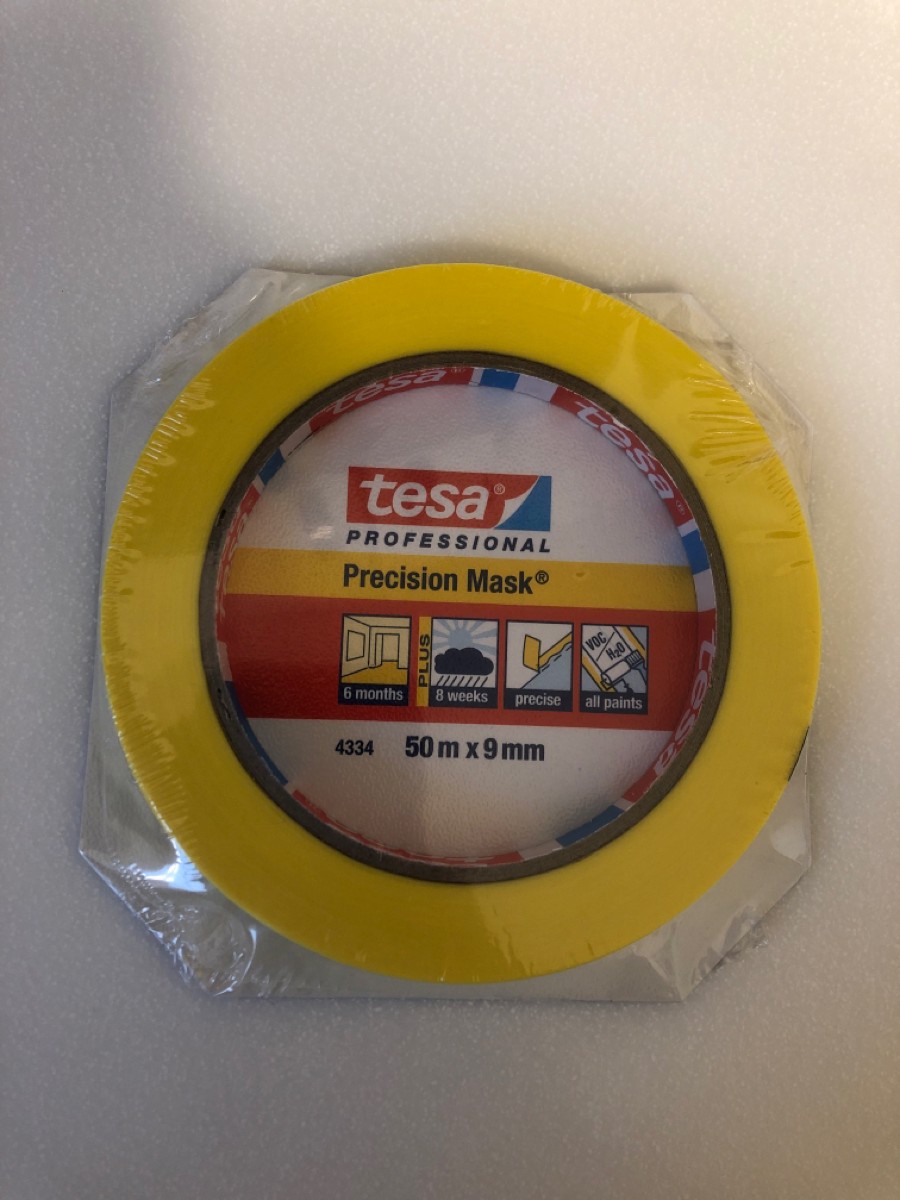 tesa®
tesa®
tesa®
PROFESSIONAL
Precision Mask®
PLUS
VOC/
H₂O
6 months
8 weeks
precise
all paints
tesa
4334 50 m x 9 mm